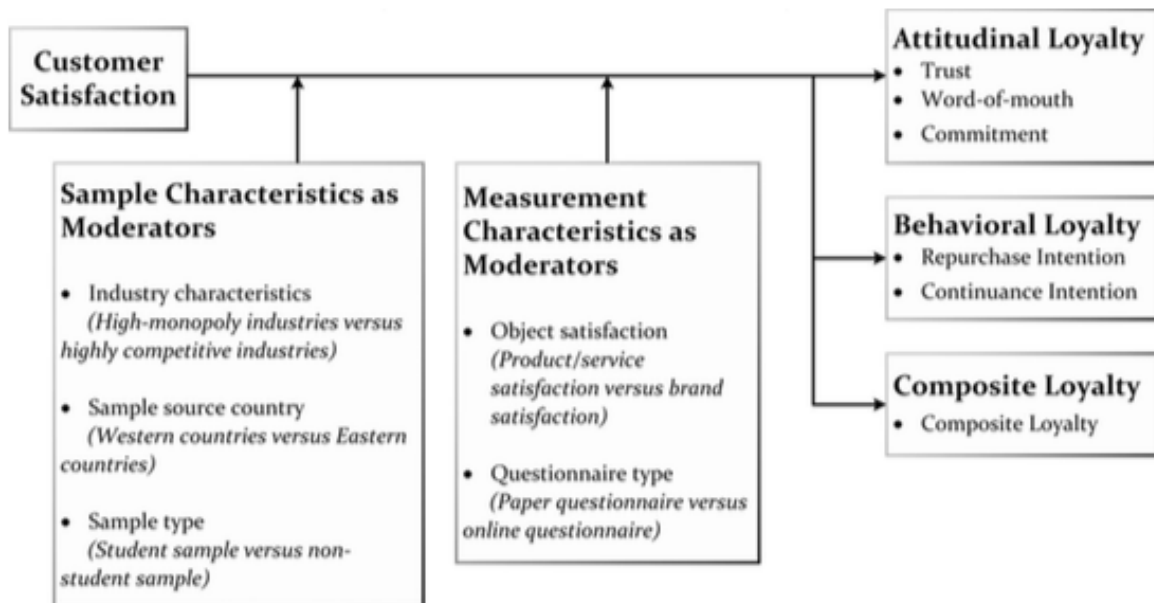 Customer
Satisfaction
Sample Characteristics as
Moderators
• Industry characteristics
(High-monopoly industries versus
highly competitive industries)
• Sample source country
(Western countries versus Eastern
countries)
• Sample type
(Student sample versus non-
student sample)
Measurement
Characteristics as
Moderators
• Object satisfaction
(Product/service
satisfaction versus brand
satisfaction)
• Questionnaire type
(Paper questionnaire versus
online questionnaire)
Attitudinal Loyalty
• Trust
• Word-of-mouth
• Commitment
Behavioral Loyalty
• Repurchase Intention
• Continuance Intention
Composite Loyalty
• Composite Loyalty